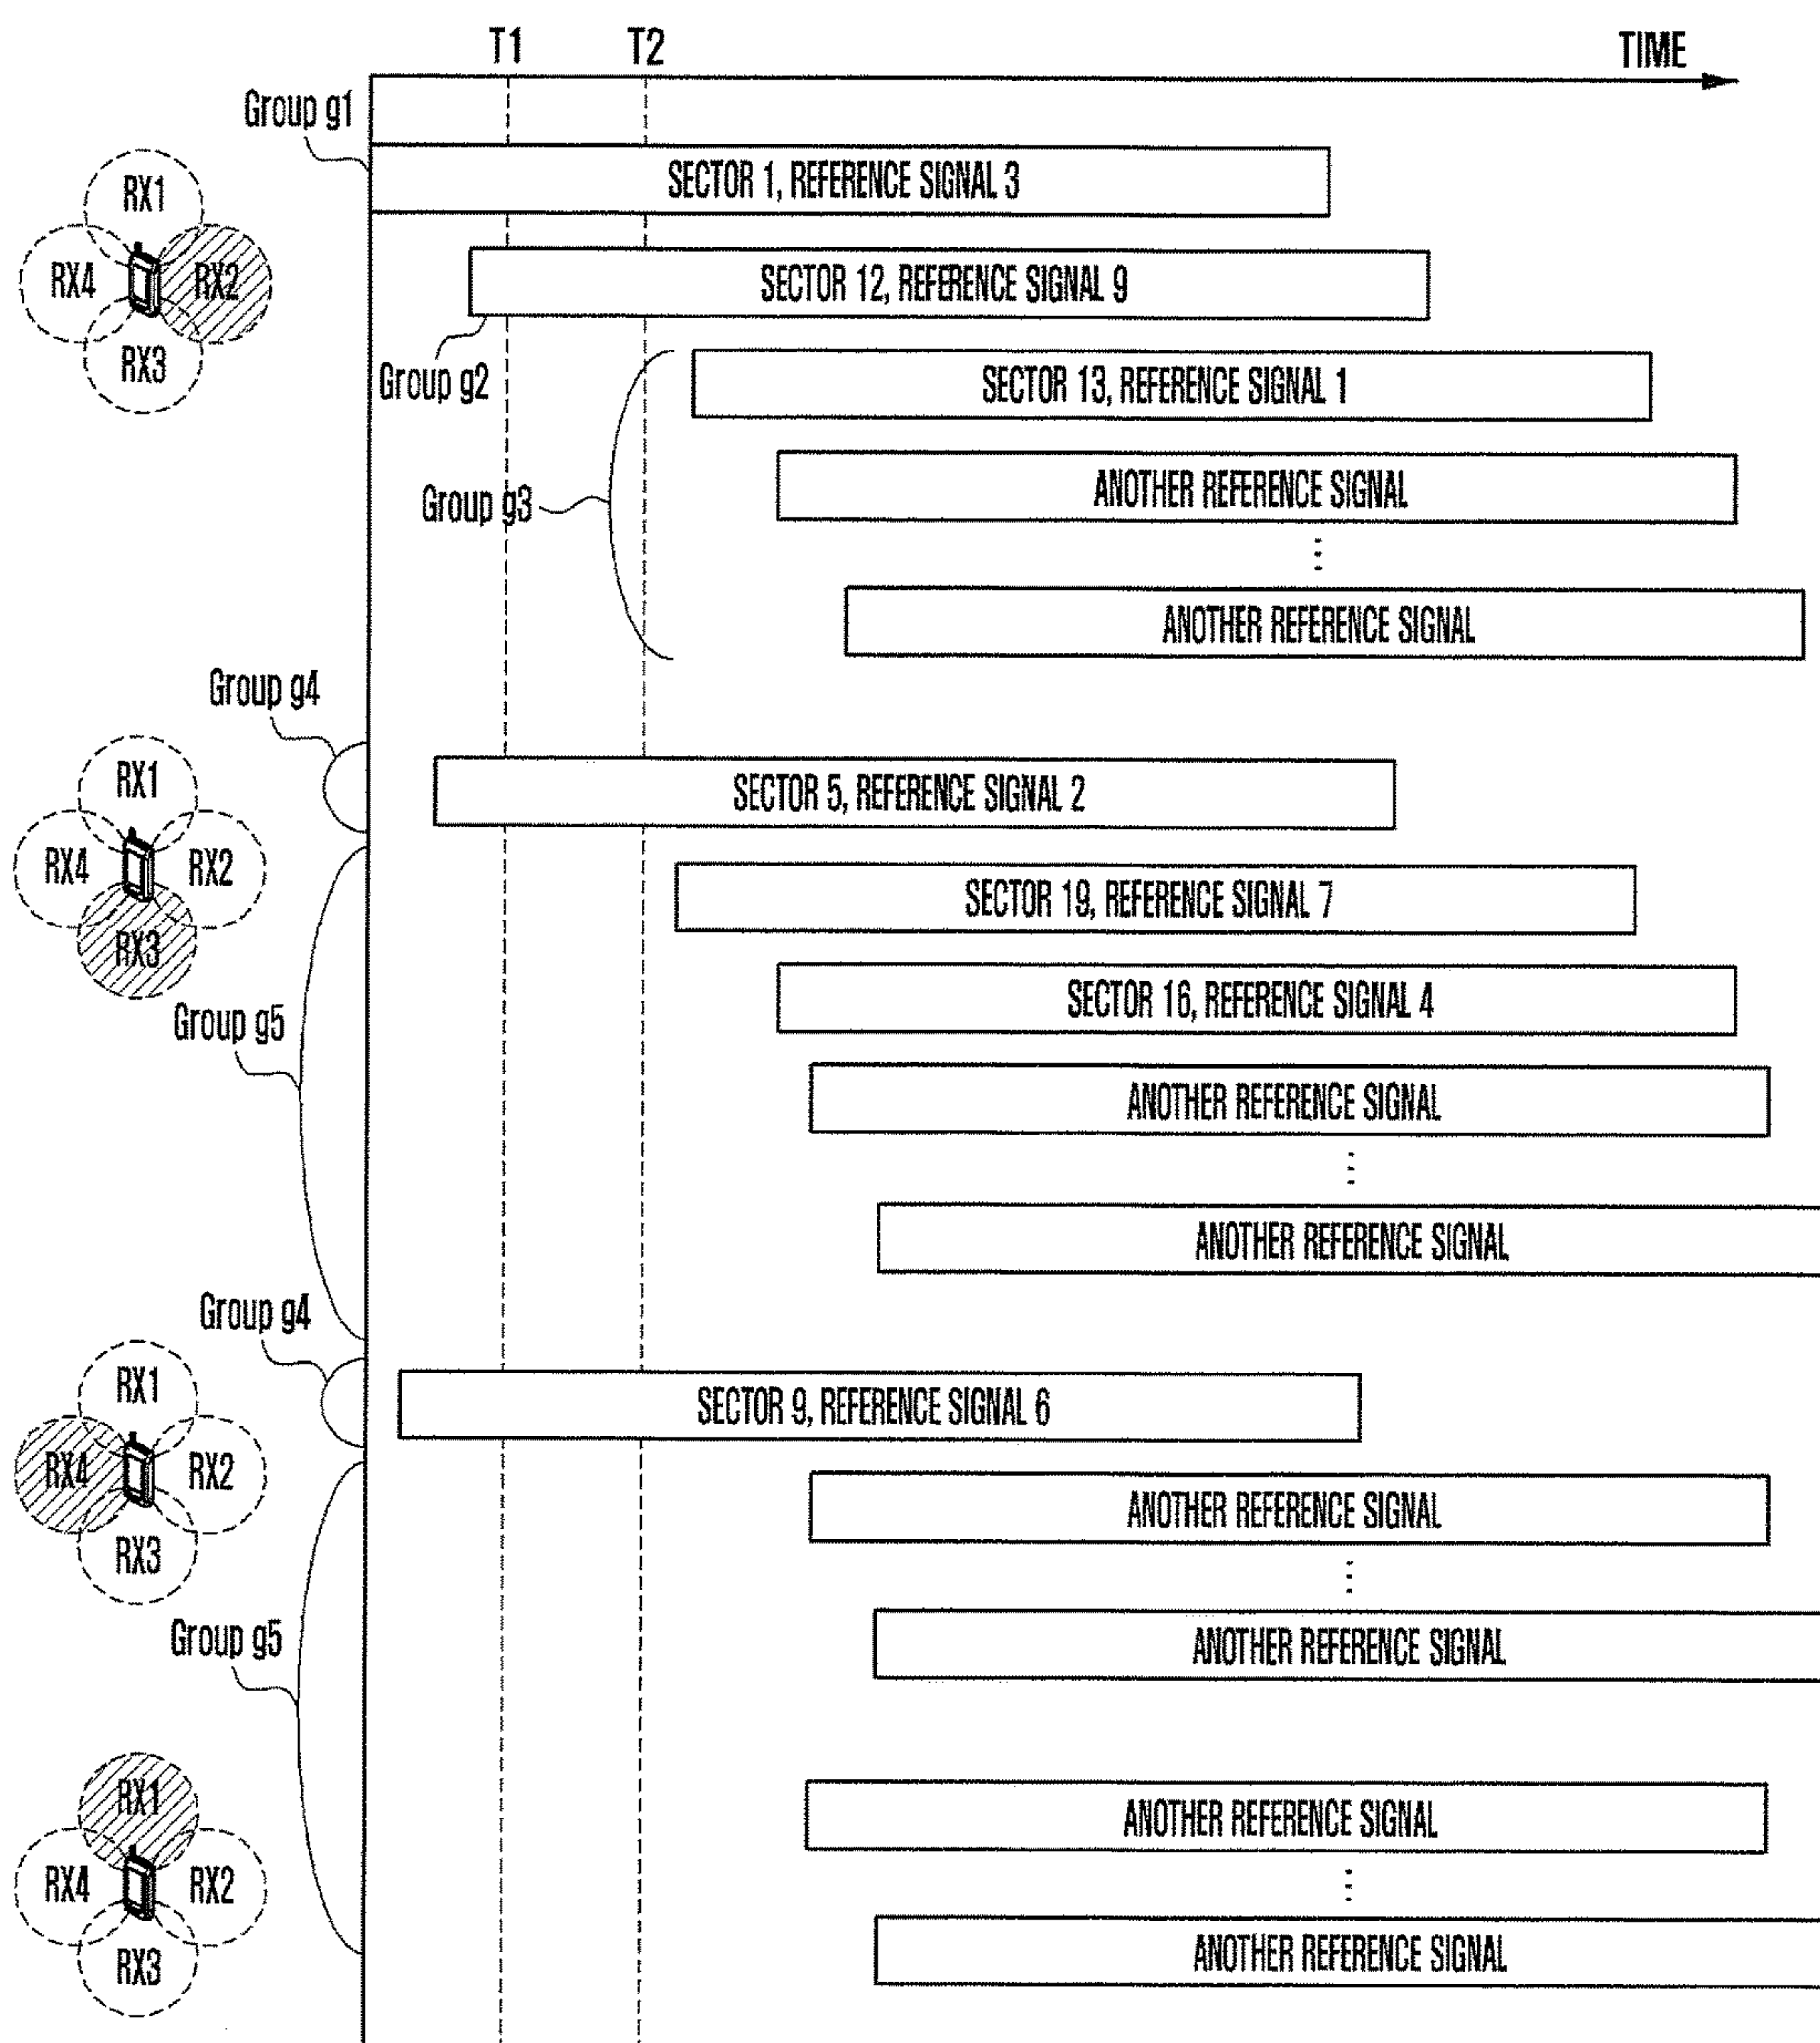 T1 T2 TIME
Group g1
SECTOR 1, REFERENCE SIGNAL 3
RX1
RX4 RX2
RX3
SECTOR 12, REFERENCE SIGNAL 9
Group g2
SECTOR 13, REFERENCE SIGNAL 1
Group g3
ANOTHER REFERENCE SIGNAL
ANOTHER REFERENCE SIGNAL
Group g4
RX1
RX4 RX2
RX3
SECTOR 5, REFERENCE SIGNAL 2
SECTOR 19, REFERENCE SIGNAL 7
Group g5
SECTOR 16, REFERENCE SIGNAL 4
ANOTHER REFERENCE SIGNAL
ANOTHER REFERENCE SIGNAL
Group g4
RX1
RX4 RX2
RX3
SECTOR 9, REFERENCE SIGNAL 6
ANOTHER REFERENCE SIGNAL
Group g5
ANOTHER REFERENCE SIGNAL
RX1
RX4 RX2
RX3
ANOTHER REFERENCE SIGNAL
ANOTHER REFERENCE SIGNAL